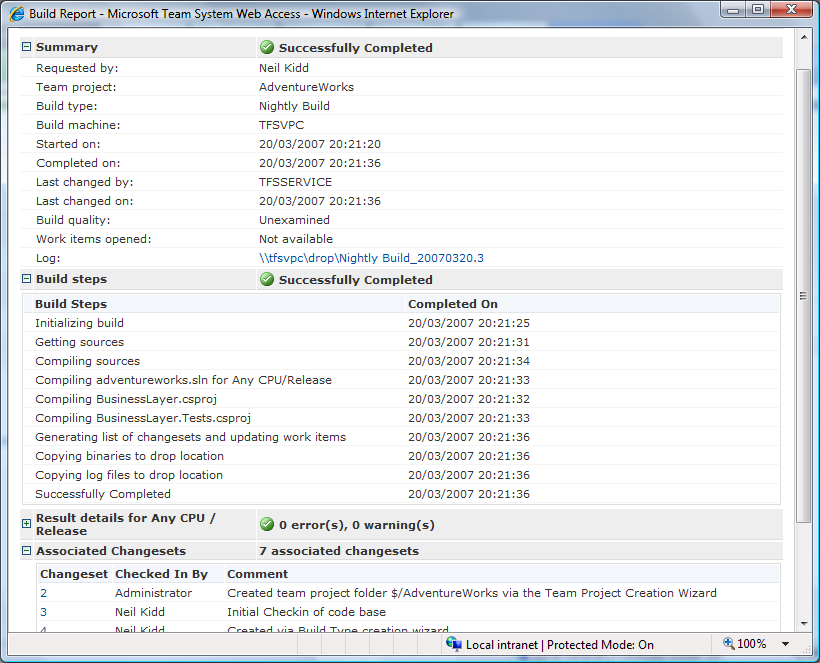 Build Report - Microsoft Team System Web Access - Windows Internet Explorer
Summary Successfully Completed
Requested by: Neil Kidd
Team project: AdventureWorks
Build type: Nightly Build
Build machine: TFSVPC
Started on: 20/03/2007 20:21:20
Completed on: 20/03/2007 20:21:36
Last changed by: TFSSERVICE
Last changed on: 20/03/2007 20:21:36
Build quality: Unexamined
Work items opened: Not available
Log: \\tfsvpc\drop\Nightly Build_20070320.3
Build steps Successfully Completed
Build Steps Completed On
Initializing build 20/03/2007 20:21:25
Getting sources 20/03/2007 20:21:31
Compiling sources 20/03/2007 20:21:34
Compiling adventureworks.sln for Any CPU/Release 20/03/2007 20:21:33
Compiling BusinessLayer.csproj 20/03/2007 20:21:32
Compiling BusinessLayer.Tests.csproj 20/03/2007 20:21:33
Generating list of changesets and updating work items 20/03/2007 20:21:36
Copying binaries to drop location 20/03/2007 20:21:36
Copying log files to drop location 20/03/2007 20:21:36
Successfully Completed 20/03/2007 20:21:36
Result details for Any CPU /
Release 0 error(s), 0 warning(s)
Associated Changesets 7 associated changesets
Changeset Checked In By Comment
2 Administrator Created team project folder $/AdventureWorks via the Team Project Creation Wizard
3 Neil Kidd Initial Checkin of code base
4 Neil Kidd Created via Build Type creation wizard
Local intranet | Protected Mode: On 100%